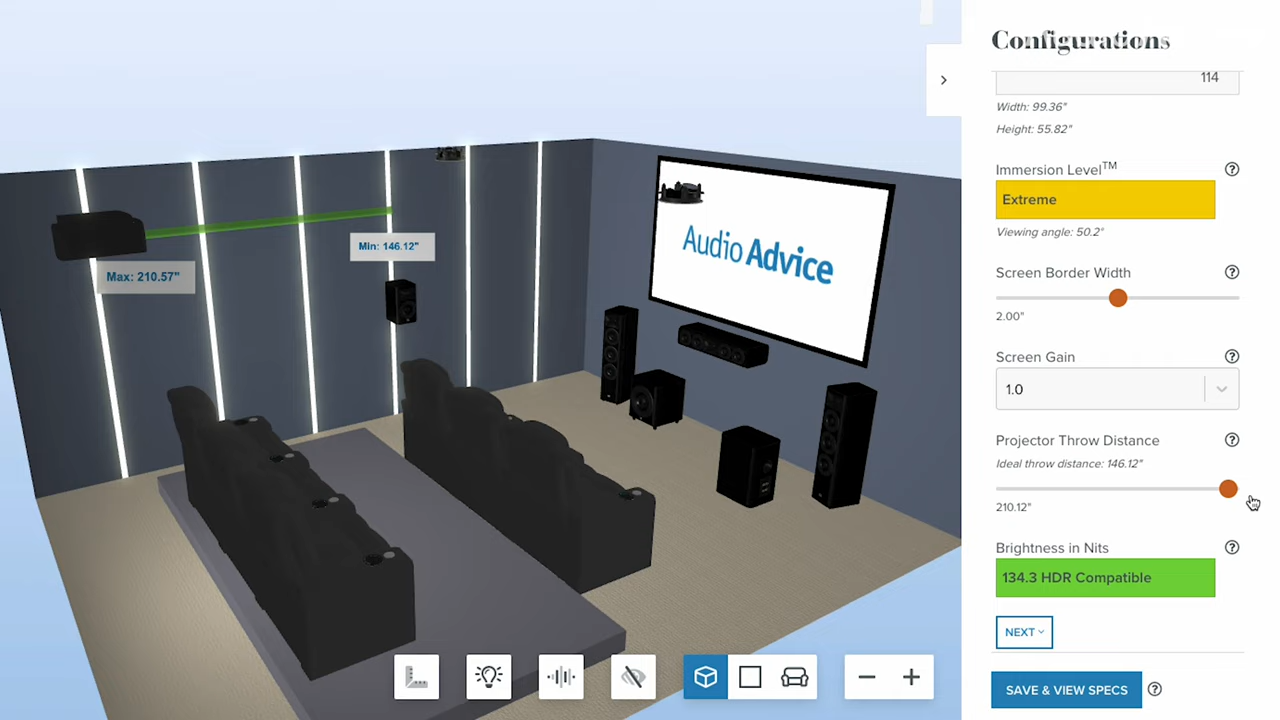 Configurations
114
Width: 99.36"
Height: 55.82"
Immersion Level™
Extreme
Viewing angle: 50.2°
Screen Border Width
2.00"
Screen Gain
1.0
Projector Throw Distance
Ideal throw distance: 146.12"
210.12"
Brightness in Nits
134.3 HDR Compatible
NEXT
SAVE & VIEW SPECS
Max: 210.57"
Min: 146.12"
Audio Advice